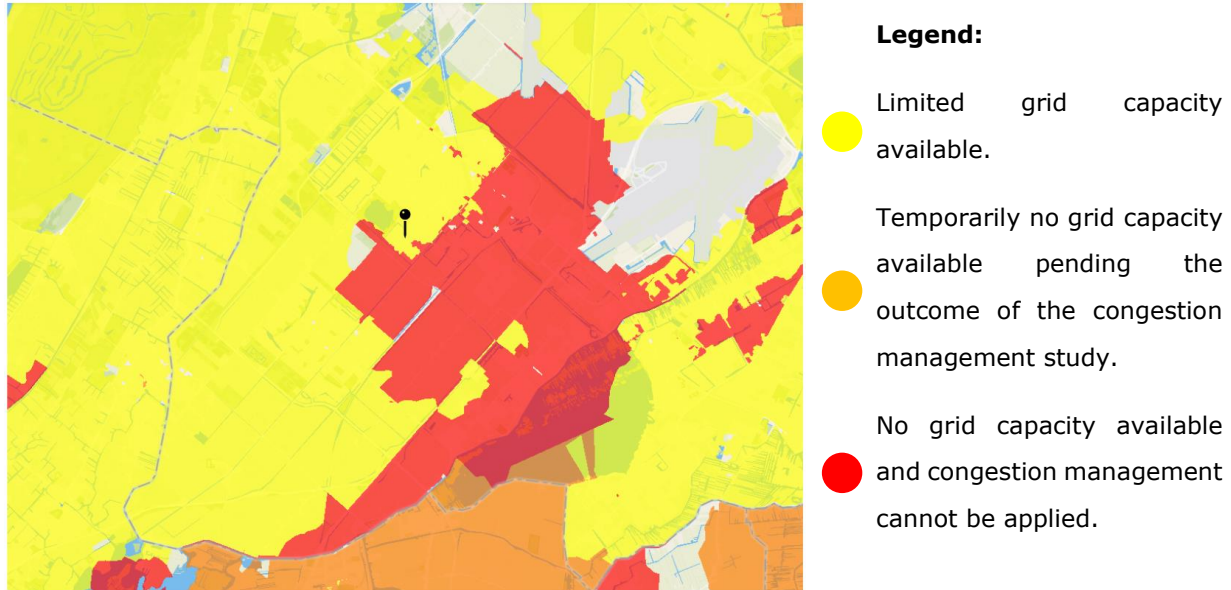 Legend:
Limited grid capacity
available.
Temporarily no grid capacity
available pending the
outcome of the congestion
management study.
No grid capacity available
and congestion management
cannot be applied.